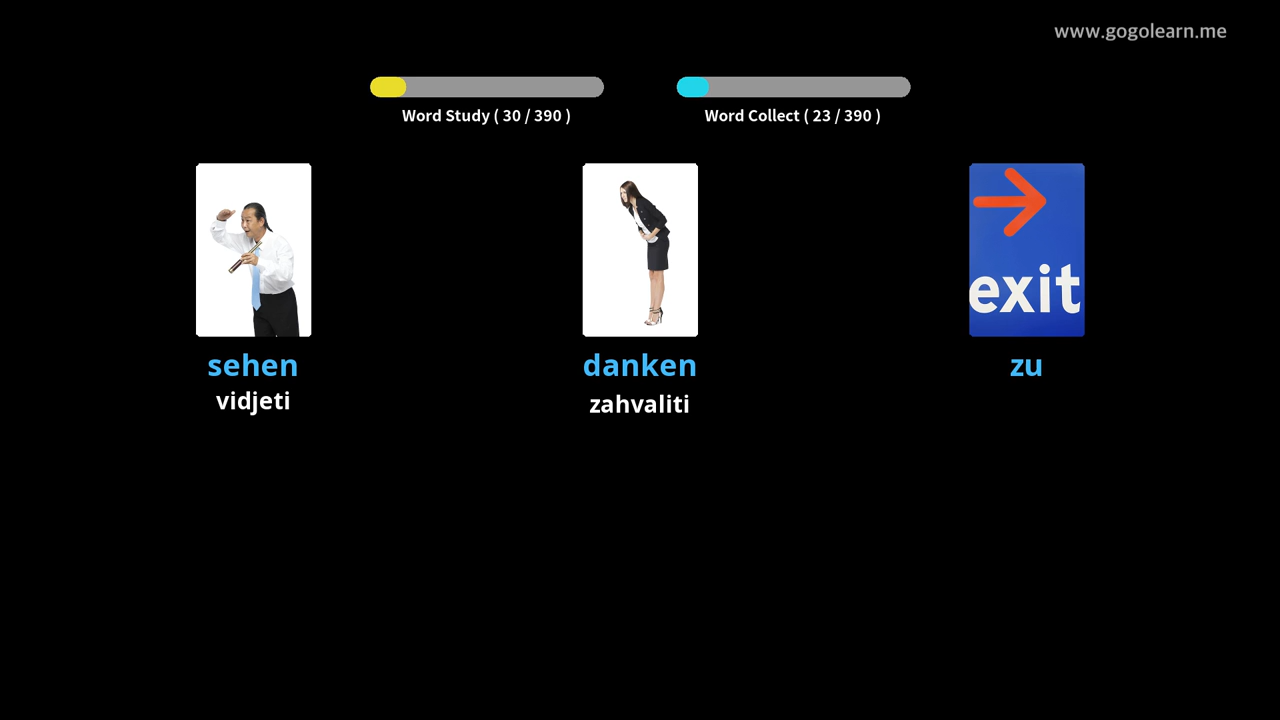 www.gogolearn.me
Word Study ( 30 / 390 )
Word Collect ( 23 / 390 )
exit
sehen
danken
zu
vidjeti
zahvaliti